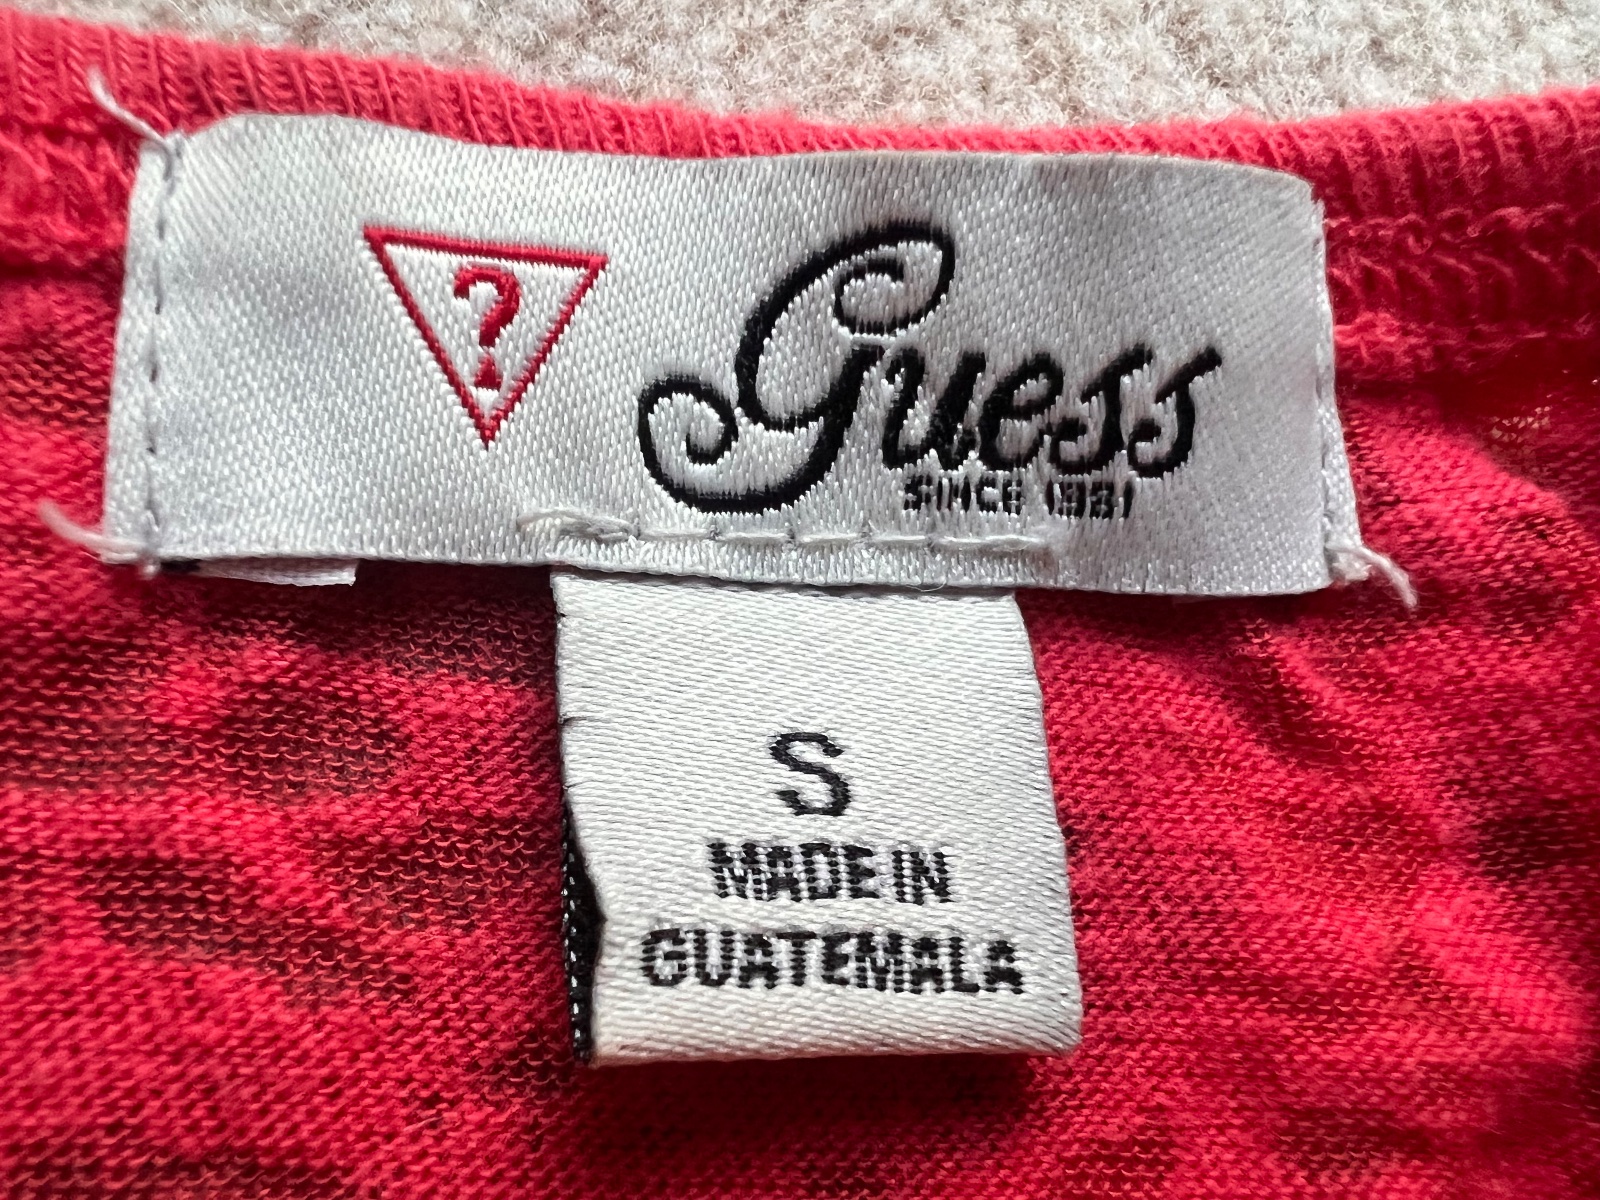 ?
Guess
SINCE 1981
S
MADE IN
GUATEMALA